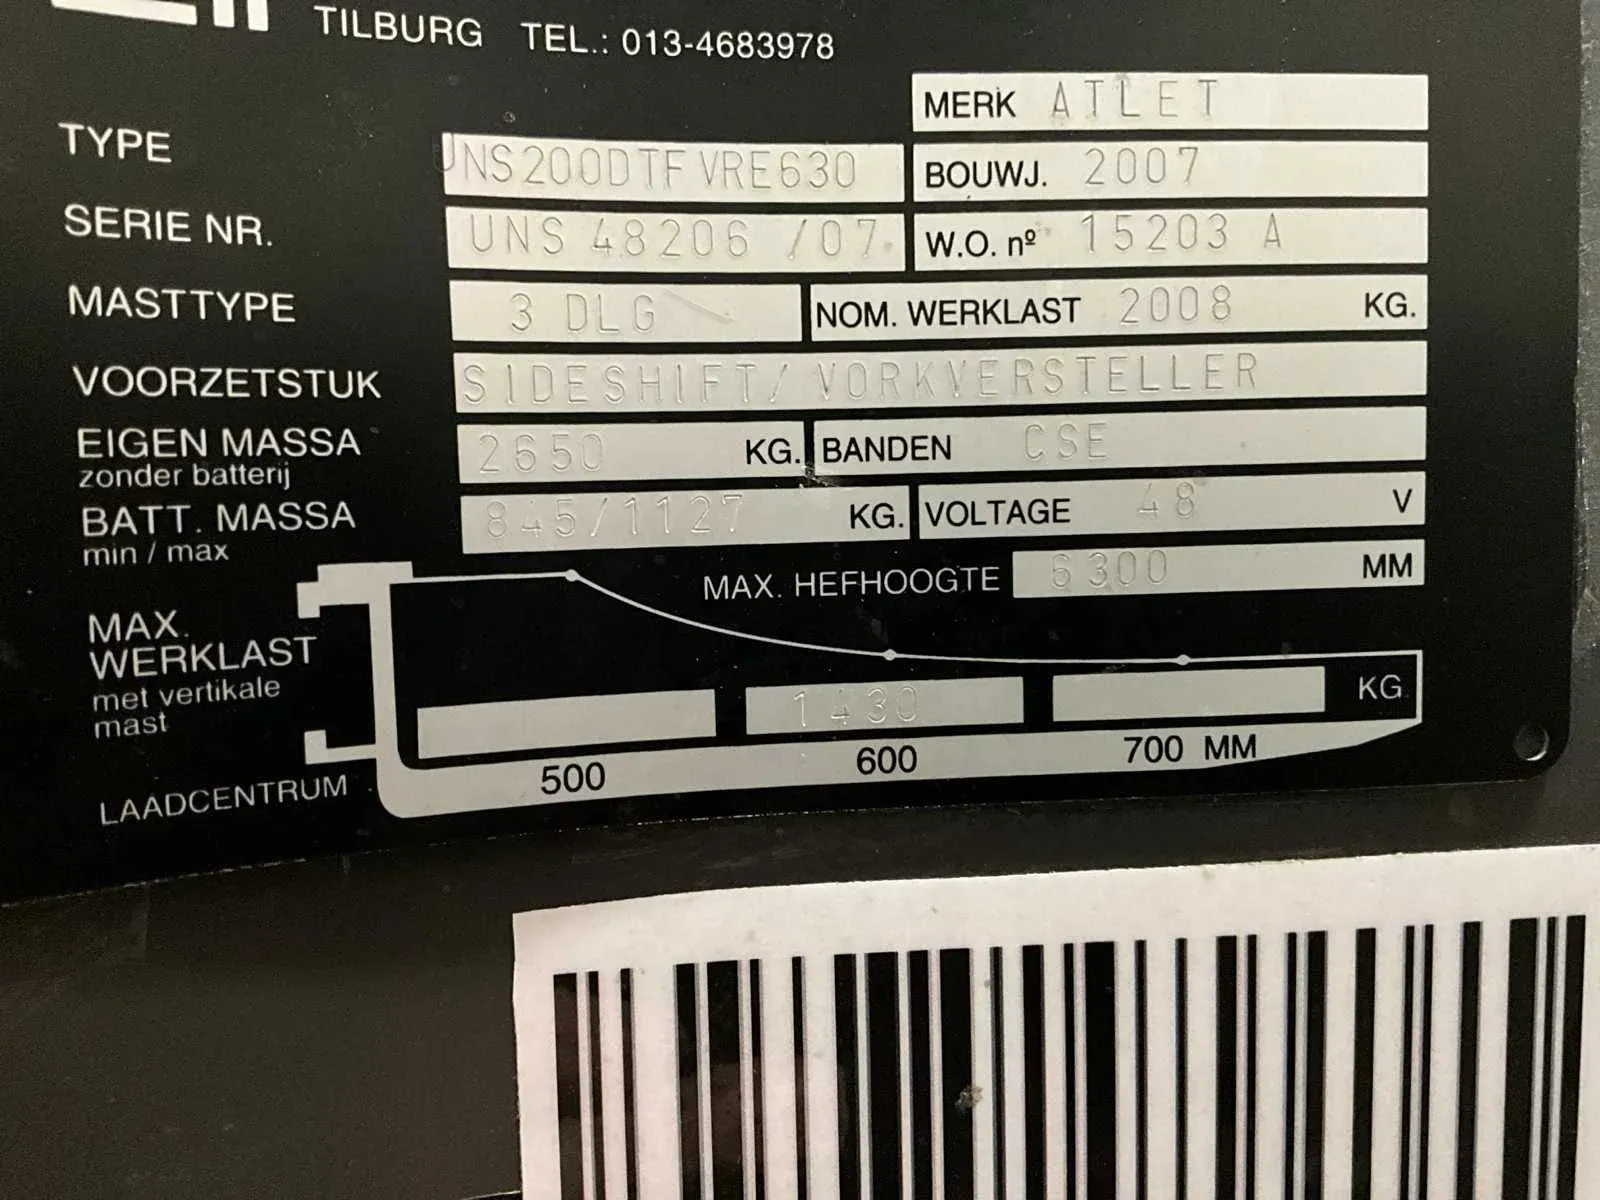 TILBURG TEL.: 013-4683978
MERK ATLET
TYPE UNS200DTFVRE630 BOUWJ. 2007
SERIE NR. UNS 48206 /07 W.O. nº 15203 A
MASTTYPE 3 DLG NOM. WERKLAST 2008 KG.
VOORZETSTUK SIDESHIFT/ VORKVERSTELLER
EIGEN MASSA 2650 KG. BANDEN CSE
zonder batterij
BATT. MASSA 845/1127 KG. VOLTAGE 48 V
min / max
MAX. HEFHOOGTE 6300 MM
MAX.
WERKLAST
met vertikale
mast
1430 KG.
LAADCENTRUM 500 600 700 MM